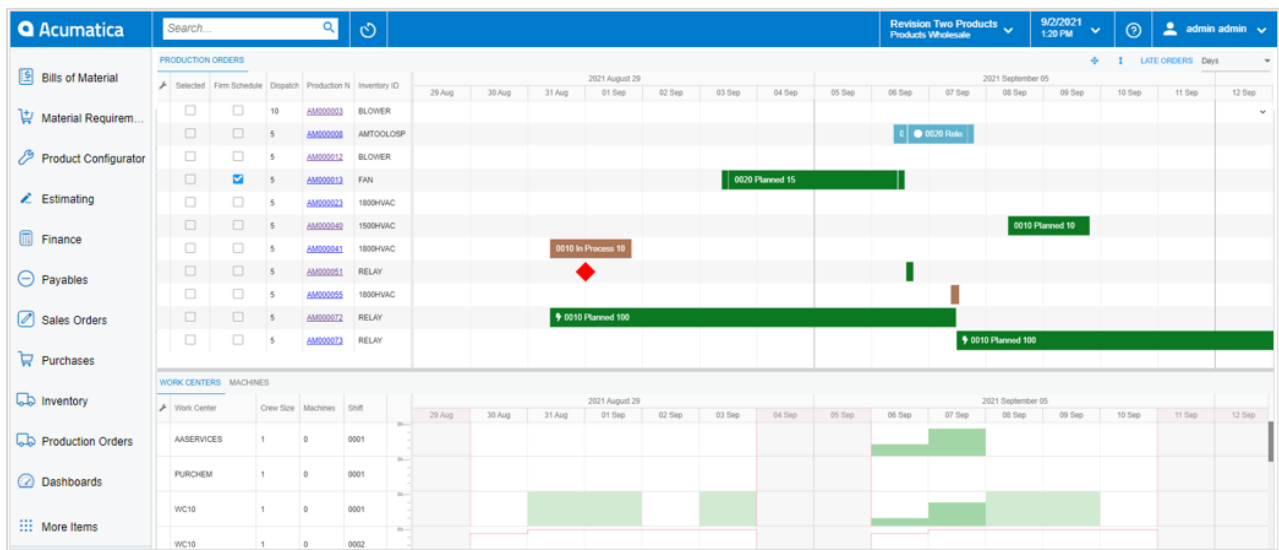 Acumatica
Search...
Revision Two Products
Products Wholesale
9/2/2021
1:20 PM
admin admin
Bills of Material
Material Requirem...
Product Configurator
Estimating
Finance
Payables
Sales Orders
Purchases
Inventory
Production Orders
Dashboards
More Items
PRODUCTION ORDERS
LATE ORDERS Days
Selected Firm Schedule Dispatch Production N Inventory ID
2021 August 29 2021 September 05
29 Aug 30 Aug 31 Aug 01 Sep 02 Sep 03 Sep 04 Sep 05 Sep 06 Sep 07 Sep 08 Sep 09 Sep 10 Sep 11 Sep 12 Sep
10 AM000003 BLOWER
5 AM000008 AMTOOLOSP 0 0020 Rele
5 AM000012 BLOWER
5 AM000013 FAN 0020 Planned 15
5 AM000023 1800HVAC
5 AM000040 1500HVAC 0010 Planned 10
5 AM000041 1800HVAC 0010 In Process 10
5 AM000051 RELAY
5 AM000055 1800HVAC
5 AM000072 RELAY 0010 Planned 100
5 AM000073 RELAY 0010 Planned 100
WORK CENTERS MACHINES
Work Center Crew Size Machines Shift
2021 August 29 2021 September 05
29 Aug 30 Aug 31 Aug 01 Sep 02 Sep 03 Sep 04 Sep 05 Sep 06 Sep 07 Sep 08 Sep 09 Sep 10 Sep 11 Sep 12 Sep
AASERVICES 1 0 0001
PURCHEM 1 0 0001
WC10 1 0 0001
WC10 1 0 0002